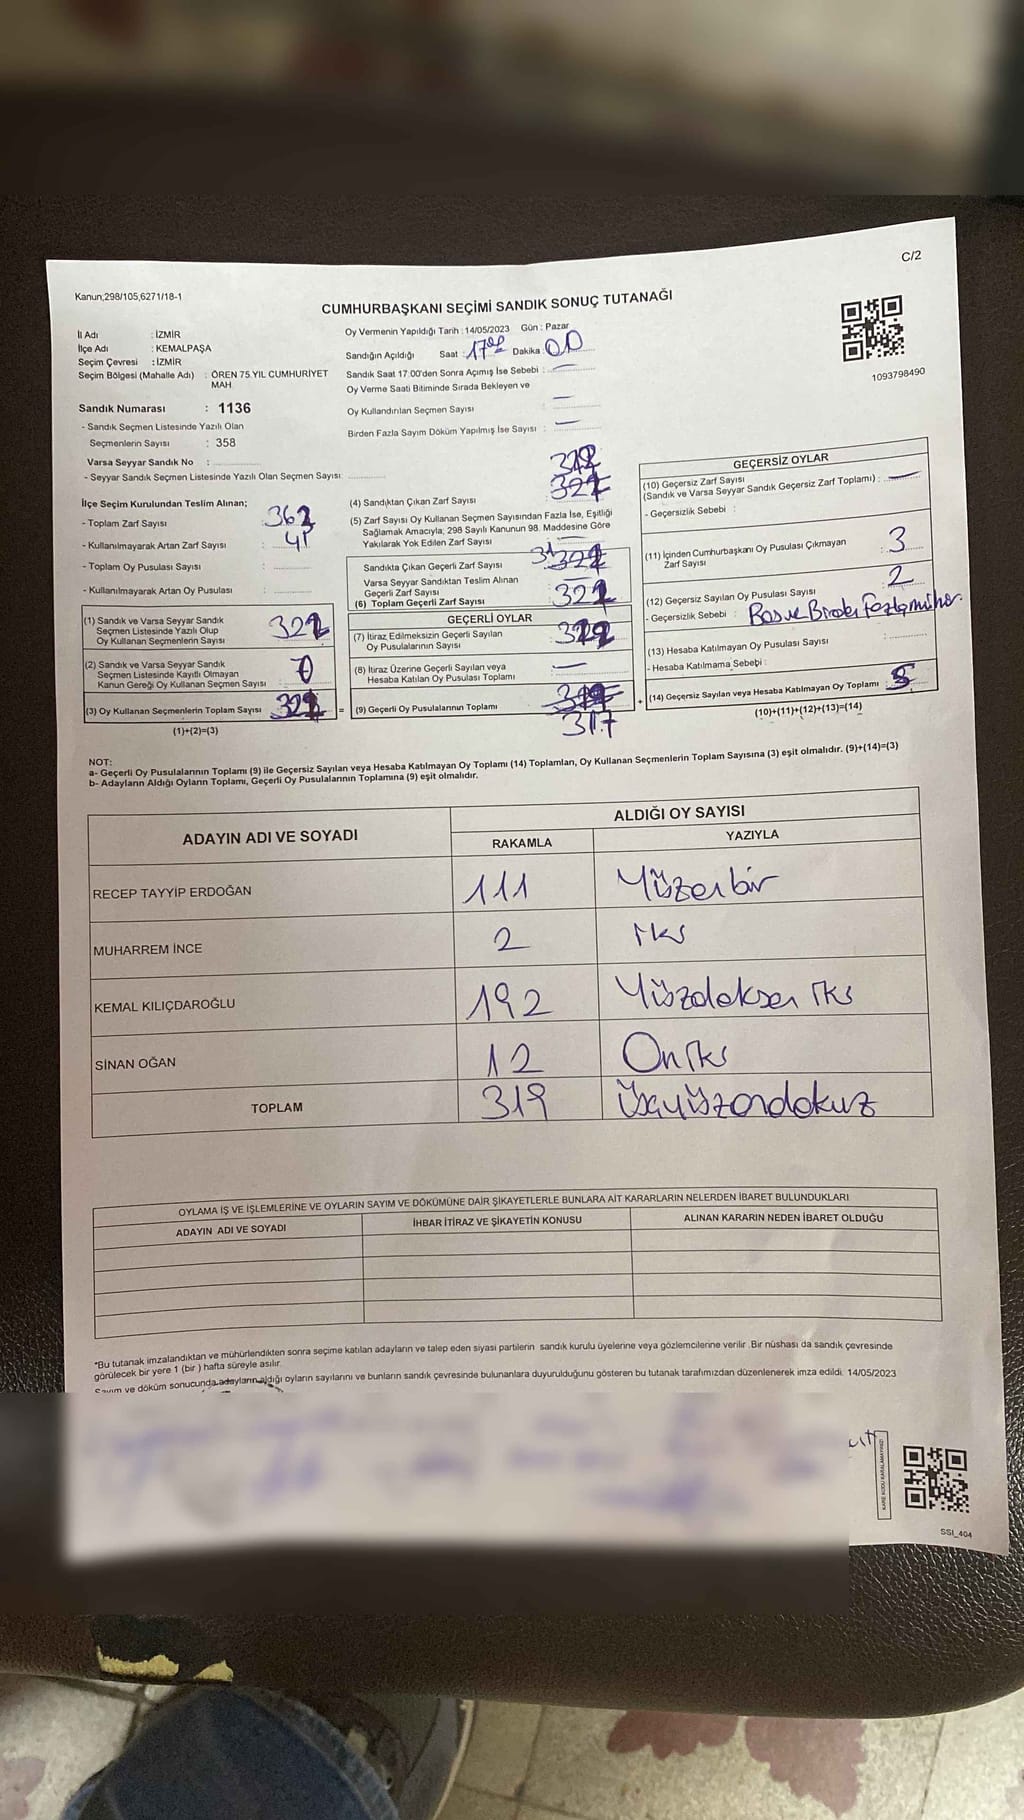 C/2
Kanun;298/105,6271/18-1
CUMHURBAŞKANI SEÇİMİ SANDIK SONUÇ TUTANAĞI
1093798490
İl Adı : İZMİR
İlçe Adı : KEMALPAŞA
Seçim Çevresi : İZMİR
Seçim Bölgesi (Mahalle Adı) : ÖREN 75.YIL CUMHURİYET
MAH.
Sandık Numarası : 1136
- Sandık Seçmen Listesinde Yazılı Olan
Seçmenlerin Sayısı : 358
Varsa Seyyar Sandık No :
- Seyyar Sandık Seçmen Listesinde Yazılı Olan Seçmen Sayısı:
Oy Vermenin Yapıldığı Tarih : 14/05/2023 Gün : Pazar
Sandığın Açıldığı Saat : 17 Dakika : 00
Sandık Saat 17:00'den Sonra Açımış İse Sebebi : —
Oy Verme Saati Bitiminde Sırada Bekleyen ve
Oy Kullandırılan Seçmen Sayısı : —
Birden Fazla Sayım Döküm Yapılmış İse Sayısı : —
İlçe Seçim Kurulundan Teslim Alınan;
- Toplam Zarf Sayısı
- Kullanılmayarak Artan Zarf Sayısı : 41
- Toplam Oy Pusulası Sayısı :
- Kullanılmayarak Artan Oy Pusulası :
(1) Sandık ve Varsa Seyyar Sandık
Seçmen Listesinde Yazılı Olup
Oy Kullanan Seçmenlerin Sayısı
(2) Sandık ve Varsa Seyyar Sandık
Seçmen Listesinde Kayıtlı Olmayan
Kanun Gereği Oy Kullanan Seçmen Sayısı
(3) Oy Kullanan Seçmenlerin Toplam Sayısı
(1)+(2)=(3)
(4) Sandıktan Çıkan Zarf Sayısı
(5) Zarf Sayısı Oy Kullanan Seçmen Sayısından Fazla İse, Eşitliği
Sağlamak Amacıyla; 298 Sayılı Kanunun 98. Maddesine Göre
Yakılarak Yok Edilen Zarf Sayısı
Sandıkta Çıkan Geçerli Zarf Sayısı
Varsa Seyyar Sandıktan Teslim Alınan
Geçerli Zarf Sayısı
(6) Toplam Geçerli Zarf Sayısı
GEÇERLİ OYLAR
(7) İtiraz Edilmeksizin Geçerli Sayılan
Oy Pusulalarının Sayısı
(8) İtiraz Üzerine Geçerli Sayılan veya
Hesaba Katılan Oy Pusulası Toplamı —
= (9) Geçerli Oy Pusulalarının Toplamı
317
GEÇERSİZ OYLAR
(10) Geçersiz Zarf Sayısı
(Sandık ve Varsa Seyyar Sandık Geçersiz Zarf Toplamı) : —
- Geçersizlik Sebebi :
(11) İçinden Cumhurbaşkanı Oy Pusulası Çıkmayan
Zarf Sayısı : 3
(12) Geçersiz Sayılan Oy Pusulası Sayısı : 2
- Geçersizlik Sebebi :
(13) Hesaba Katılmayan Oy Pusulası Sayısı
- Hesaba Katılmama Sebebi :
+ (14) Geçersiz Sayılan veya Hesaba Katılmayan Oy Toplamı : 5
(10)+(11)+(12)+(13)=(14)
NOT:
a- Geçerli Oy Pusulalarının Toplamı (9) ile Geçersiz Sayılan veya Hesaba Katılmayan Oy Toplamı (14) Toplamları, Oy Kullanan Seçmenlerin Toplam Sayısına (3) eşit olmalıdır. (9)+(14)=(3)
b- Adayların Aldığı Oyların Toplamı, Geçerli Oy Pusulalarının Toplamına (9) eşit olmalıdır.
ADAYIN ADI VE SOYADI
ALDIĞI OY SAYISI
RAKAMLA YAZIYLA
RECEP TAYYİP ERDOĞAN 111 Yüzonbir
MUHARREM İNCE 2 iki
KEMAL KILIÇDAROĞLU 192
SİNAN OĞAN 12 Oniki
TOPLAM 319 üçyüzondokuz
OYLAMA İŞ VE İŞLEMLERİNE VE OYLARIN SAYIM VE DÖKÜMÜNE DAİR ŞİKAYETLERLE BUNLARA AİT KARARLARIN NELERDEN İBARET BULUNDUKLARI
ADAYIN ADI VE SOYADI İHBAR İTİRAZ VE ŞİKAYETİN KONUSU ALINAN KARARIN NEDEN İBARET OLDUĞU
*Bu tutanak imzalandıktan ve mühürlendikten sonra seçime katılan adayların ve talep eden siyasi partilerin sandık kurulu üyelerine veya gözlemcilerine verilir. Bir nüshası da sandık çevresinde
görülecek bir yere 1 (bir ) hafta süreyle asılır.
Sayım ve döküm sonucunda adayların aldığı oyların sayılarını ve bunların sandık çevresinde bulunanlara duyurulduğunu gösteren bu tutanak tarafımızdan düzenlenerek imza edildi. 14/05/2023
KARE KODU KARALAMAYINIZ!
SSI_404